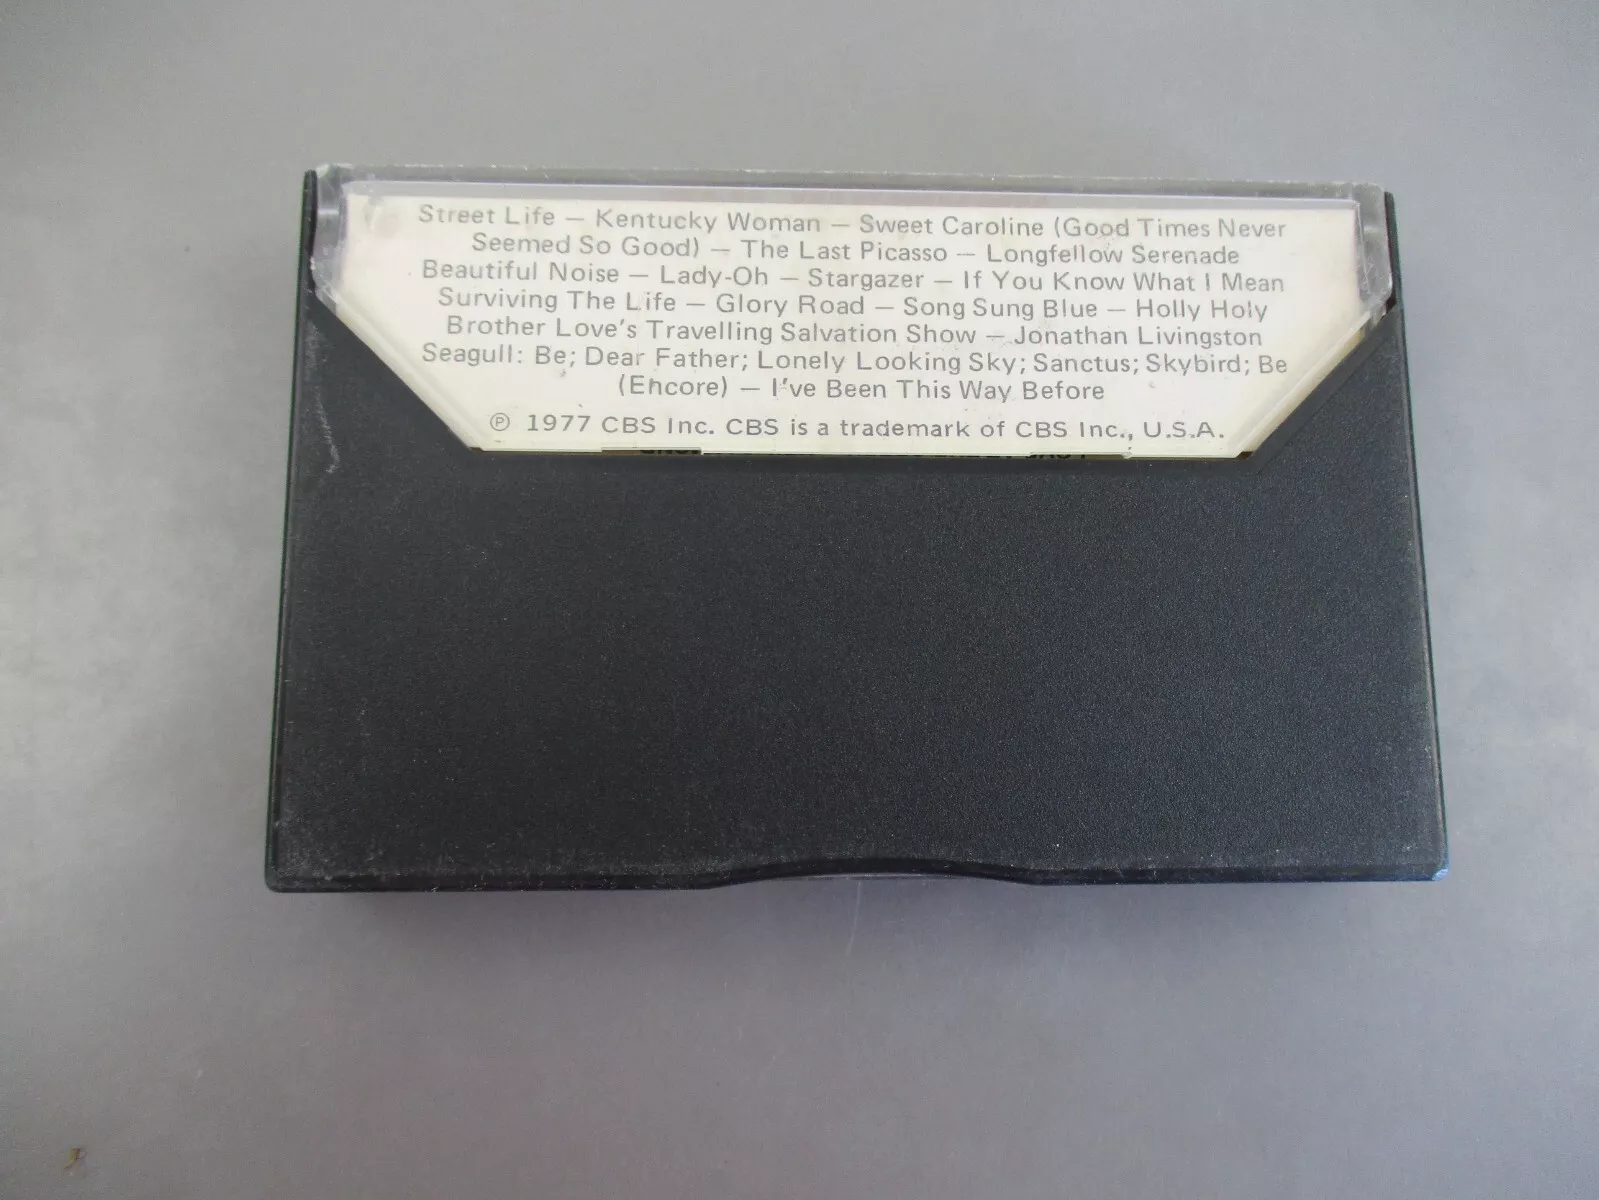 Street Life — Kentucky Woman — Sweet Caroline (Good Times Never
Seemed So Good) — The Last Picasso — Longfellow Serenade
Beautiful Noise — Lady-Oh — Stargazer — If You Know What I Mean
Surviving The Life — Glory Road — Song Sung Blue — Holly Holy
Brother Love's Travelling Salvation Show — Jonathan Livingston
Seagull: Be; Dear Father; Lonely Looking Sky; Sanctus; Skybird; Be
(Encore) — I've Been This Way Before
℗ 1977 CBS Inc. CBS is a trademark of CBS Inc., U.S.A.